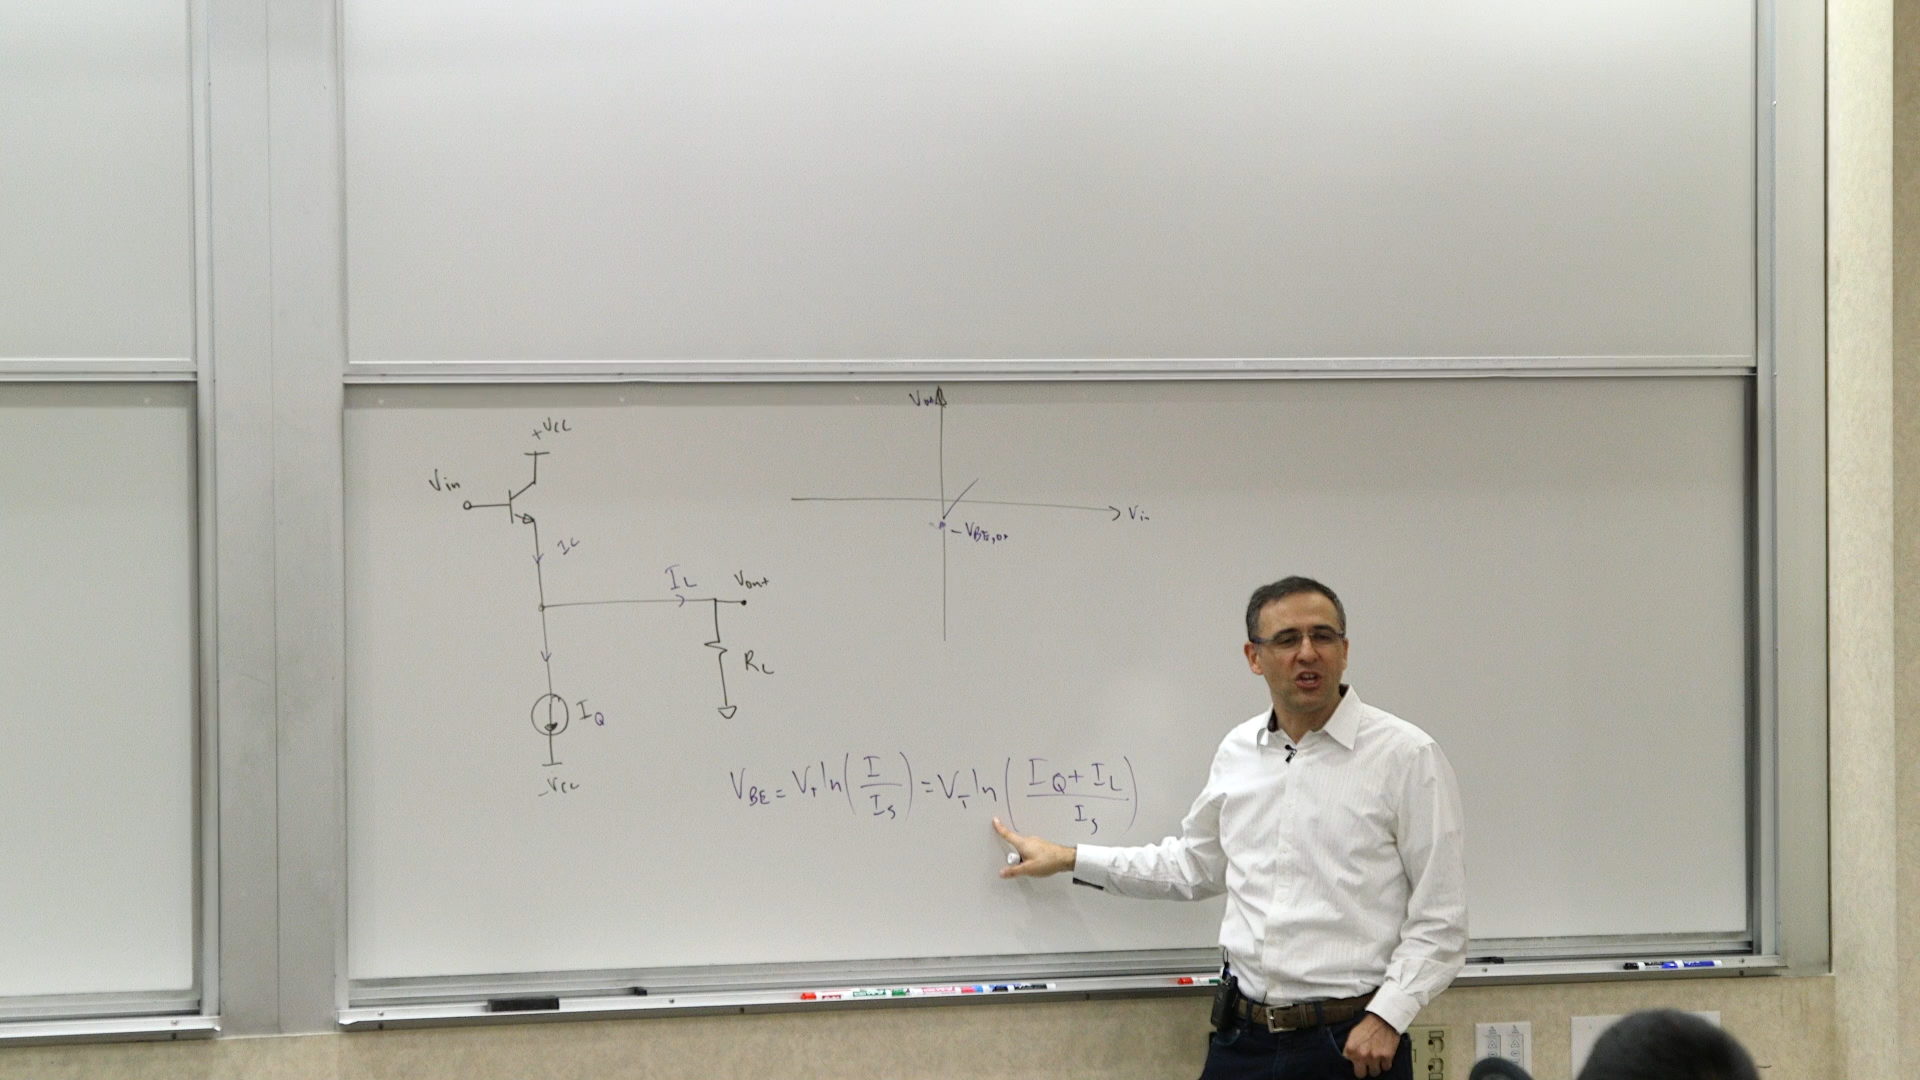 +VCC
Vin
IC
IL
Vout
RL
IQ
-VCC
Vout
Vin
-VBE,on
VBE = VT ln(I/IS) = VT ln((IQ+IL)/IS)